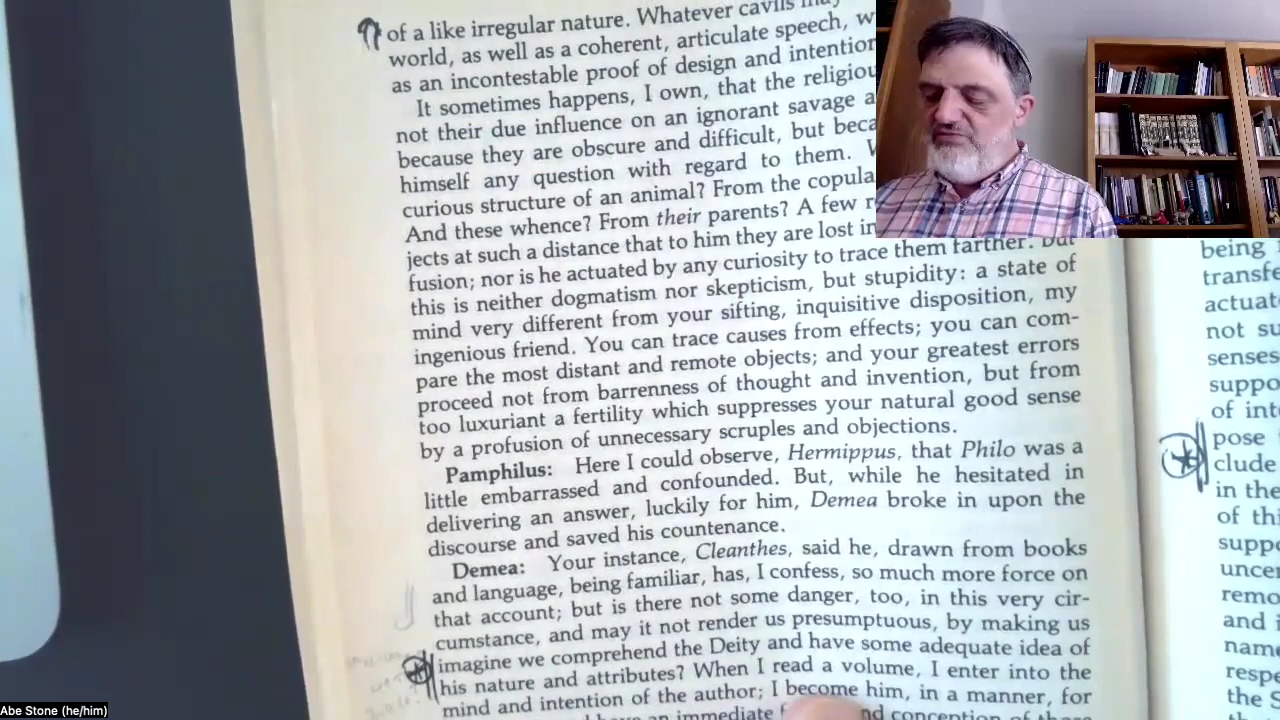 of a like irregular nature. Whatever cavils may
world, as well as a coherent, articulate speech, w
as an incontestable proof of design and intention
It sometimes happens, I own, that the religiou
not their due influence on an ignorant savage a
because they are obscure and difficult, but beca
himself any question with regard to them. W
curious structure of an animal? From the copula
And these whence? From their parents? A few r
jects at such a distance that to him they are lost in
fusion; nor is he actuated by any curiosity to trace them farther. But
this is neither dogmatism nor skepticism, but stupidity: a state of
mind very different from your sifting, inquisitive disposition, my
ingenious friend. You can trace causes from effects; you can com-
pare the most distant and remote objects; and your greatest errors
proceed not from barrenness of thought and invention, but from
too luxuriant a fertility which suppresses your natural good sense
by a profusion of unnecessary scruples and objections.
Pamphilus: Here I could observe, Hermippus, that Philo was a
little embarrassed and confounded. But, while he hesitated in
delivering an answer, luckily for him, Demea broke in upon the
discourse and saved his countenance.
Demea: Your instance, Cleanthes, said he, drawn from books
and language, being familiar, has, I confess, so much more force on
that account; but is there not some danger, too, in this very cir-
cumstance, and may it not render us presumptuous, by making us
imagine we comprehend the Deity and have some adequate idea of
his nature and attributes? When I read a volume, I enter into the
mind and intention of the author; I become him, in a manner, for
an immediate nd conception of those
being
transfe
actuat
not su
senses
suppo
of inte
pose
clude
in the
of thi
suppo
uncer
remo
and i
name
respe
the S
Abe Stone (he/him)